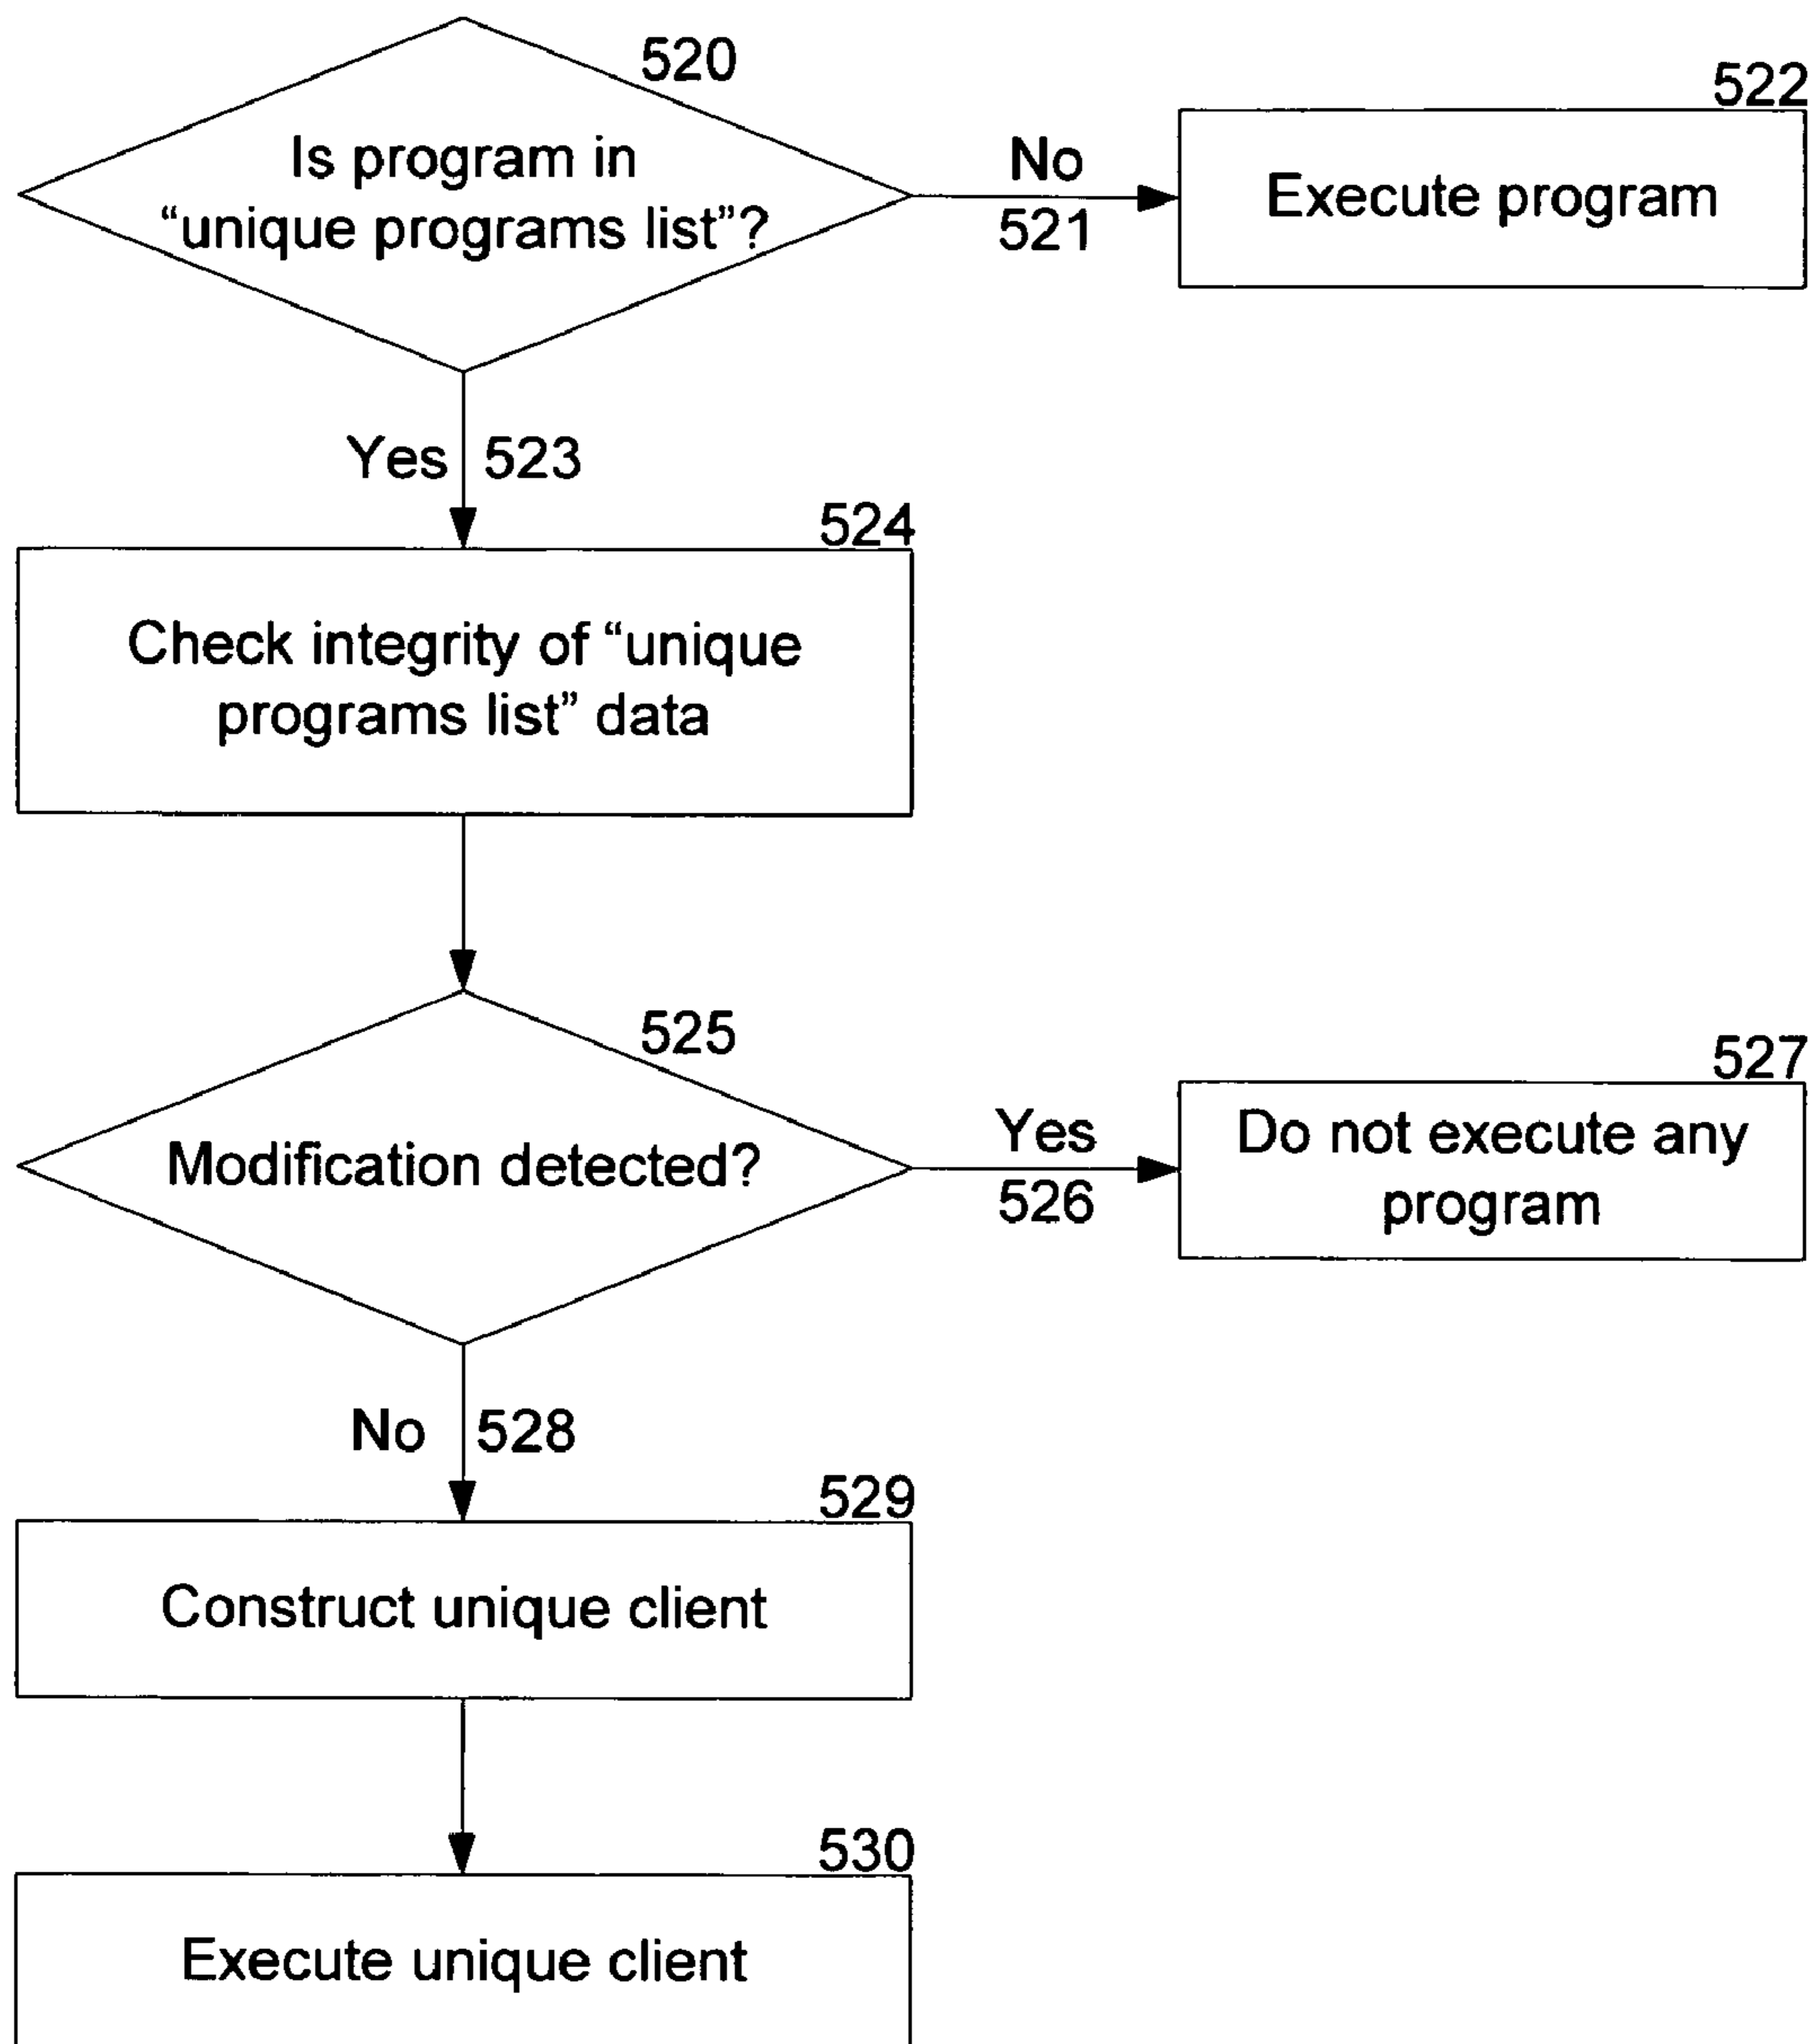 520
Is program in
“unique programs list”?
No
521
522
Execute program
Yes 523
524
Check integrity of “unique
programs list” data
525
Modification detected?
Yes
526
527
Do not execute any
program
No 528
529
Construct unique client
530
Execute unique client